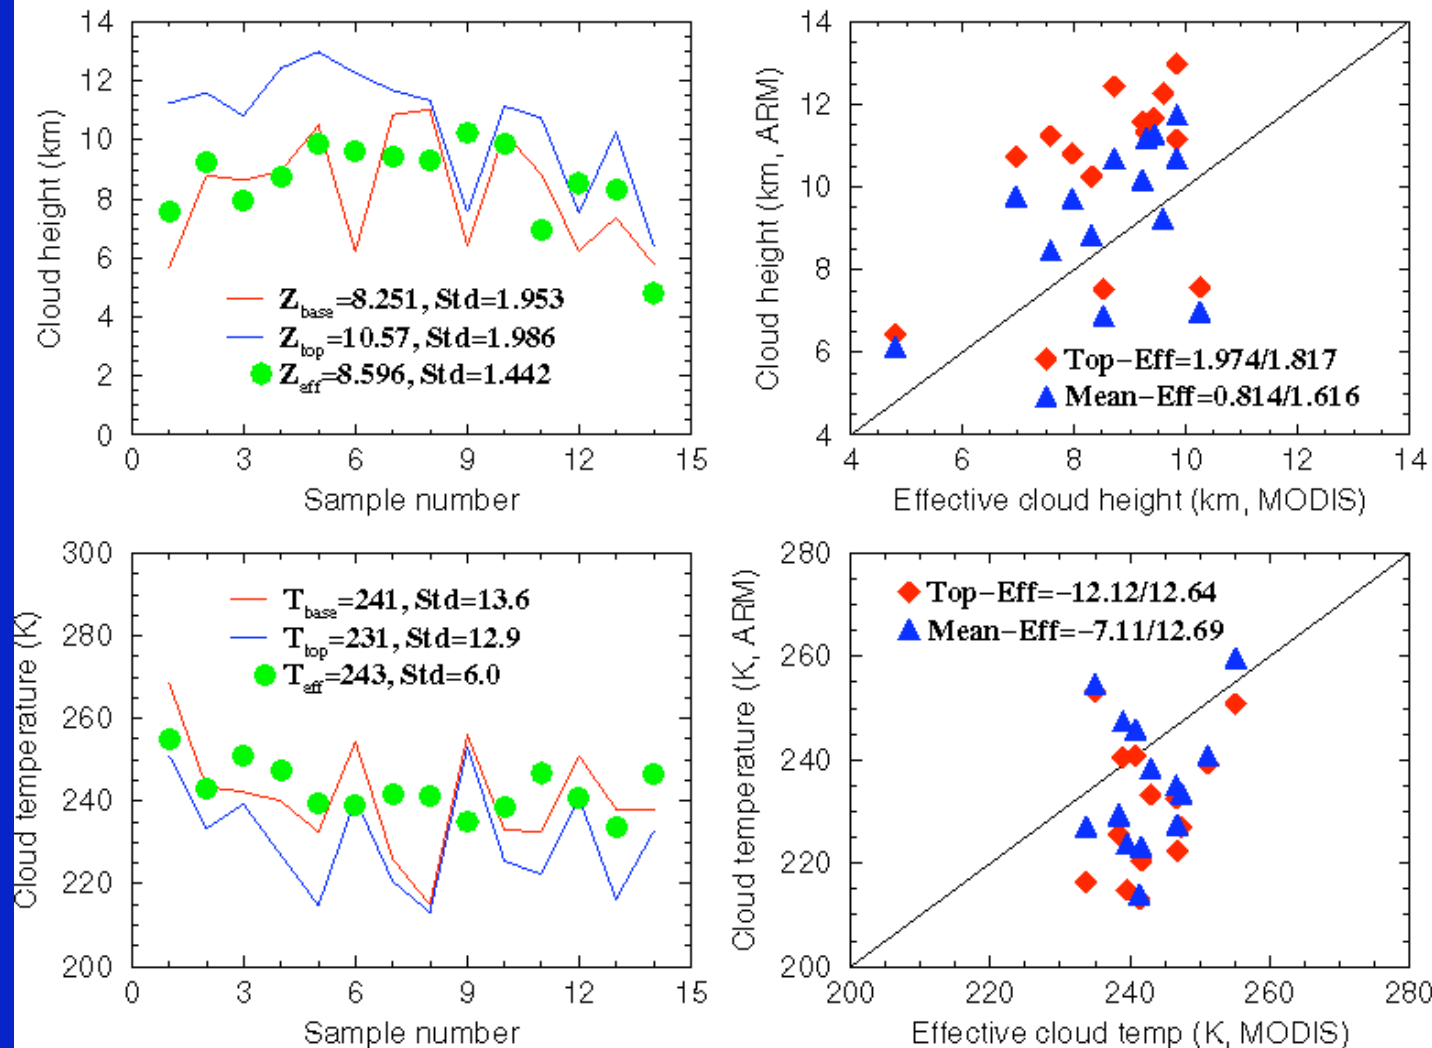 14
12
10
8
6
4
2
0
Cloud height (km)
Z_base=8.251, Std=1.953
Z_top=10.57, Std=1.986
Z_eff=8.596, Std=1.442
0 3 6 9 12 15
Sample number
14
12
10
8
6
4
Cloud height (km, ARM)
Top−Eff=1.974/1.817
Mean−Eff=0.814/1.616
4 6 8 10 12 14
Effective cloud height (km, MODIS)
300
280
260
240
220
200
Cloud temperature (K)
T_base=241, Std=13.6
T_top=231, Std=12.9
T_eff=243, Std=6.0
0 3 6 9 12 15
Sample number
280
260
240
220
200
Cloud temperature (K, ARM)
Top−Eff=−12.12/12.64
Mean−Eff=−7.11/12.69
200 220 240 260 280
Effective cloud temp (K, MODIS)